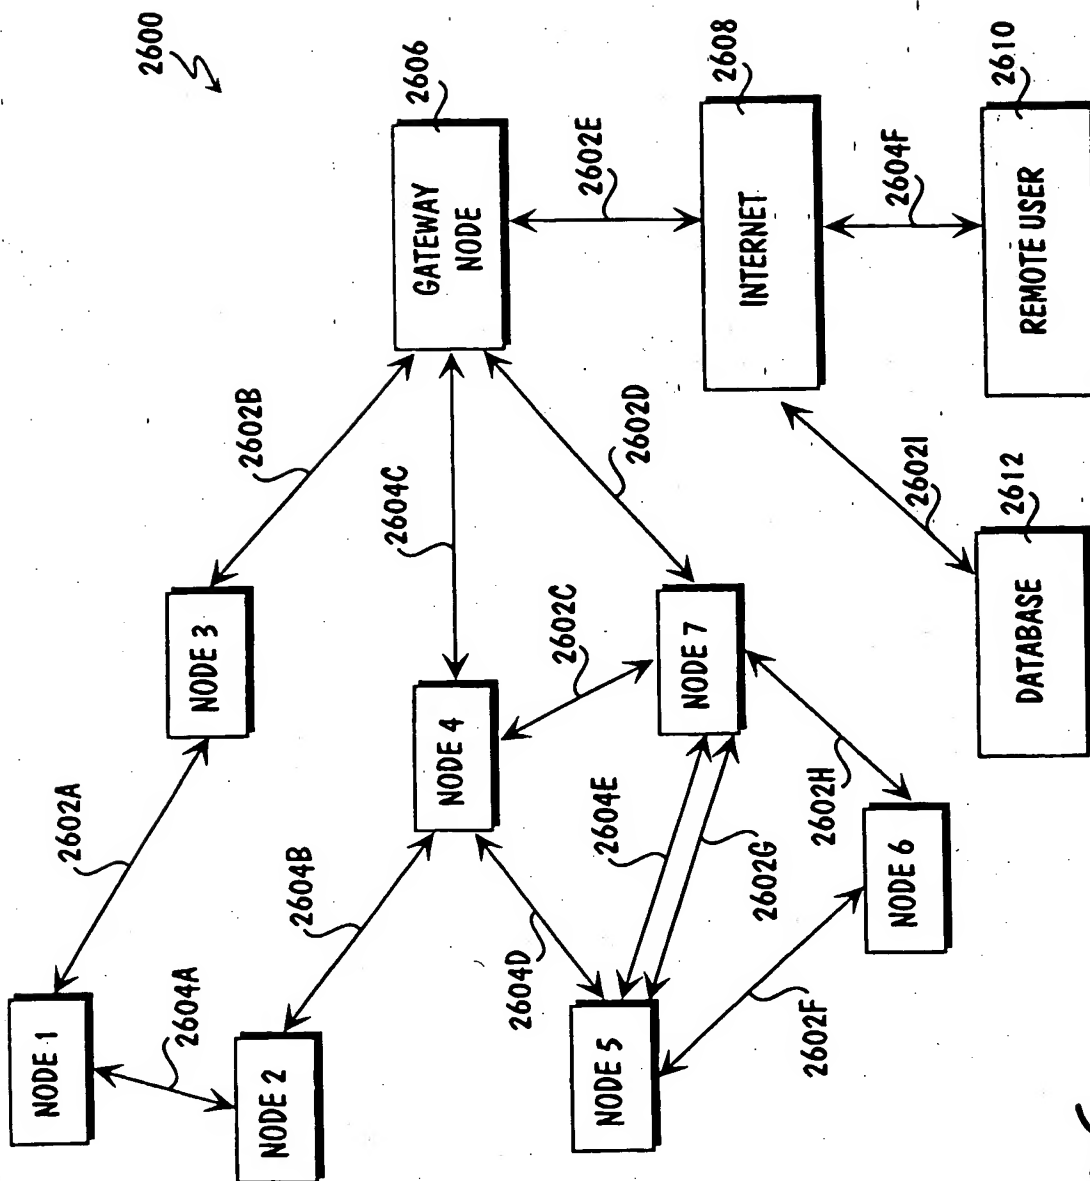 2600
NODE 1
2602A
NODE 3
2602B
GATEWAY
NODE
2606
2604A
NODE 2
2604B
NODE 4
2604C
2602E
2604D
2602C
2602D
NODE 5
2604E
2602G
NODE 7
INTERNET
2608
2602F
NODE 6
2602H
2602I
2604F
DATABASE
2612
REMOTE USER
2610